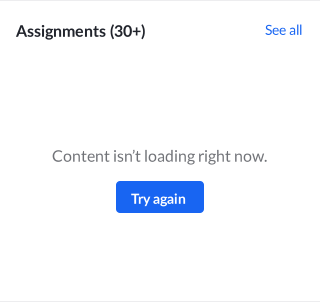 Assignments (30+)
See all
Content isn’t loading right now.
Try again